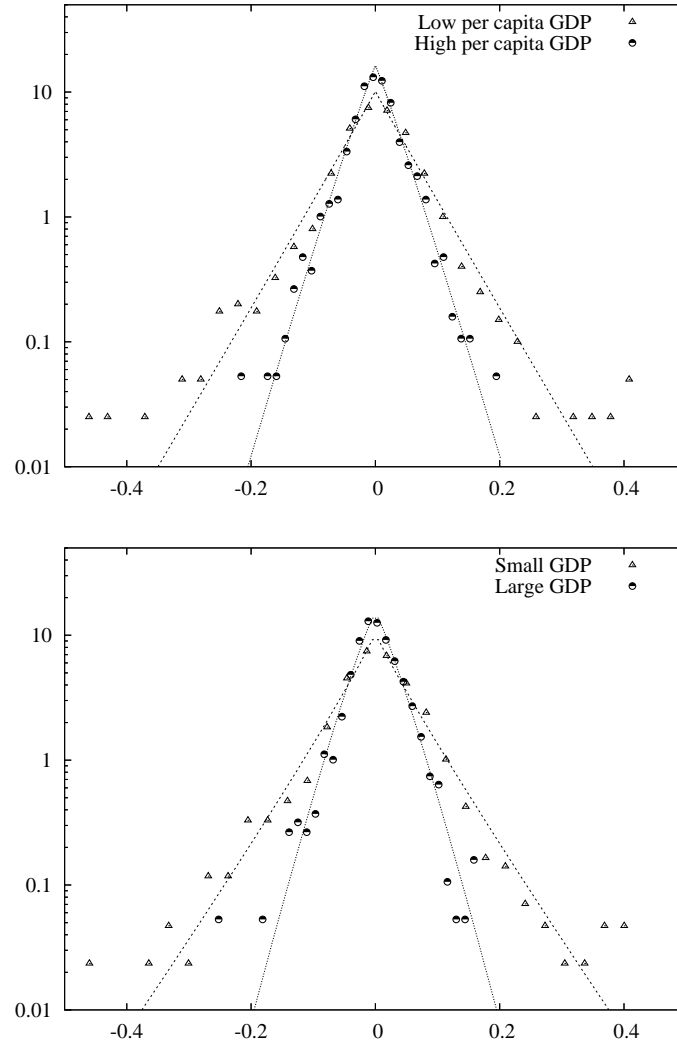 Low per capita GDP
High per capita GDP
10
1
0.1
0.01
-0.4 -0.2 0 0.2 0.4
Small GDP
Large GDP
10
1
0.1
0.01
-0.4 -0.2 0 0.2 0.4